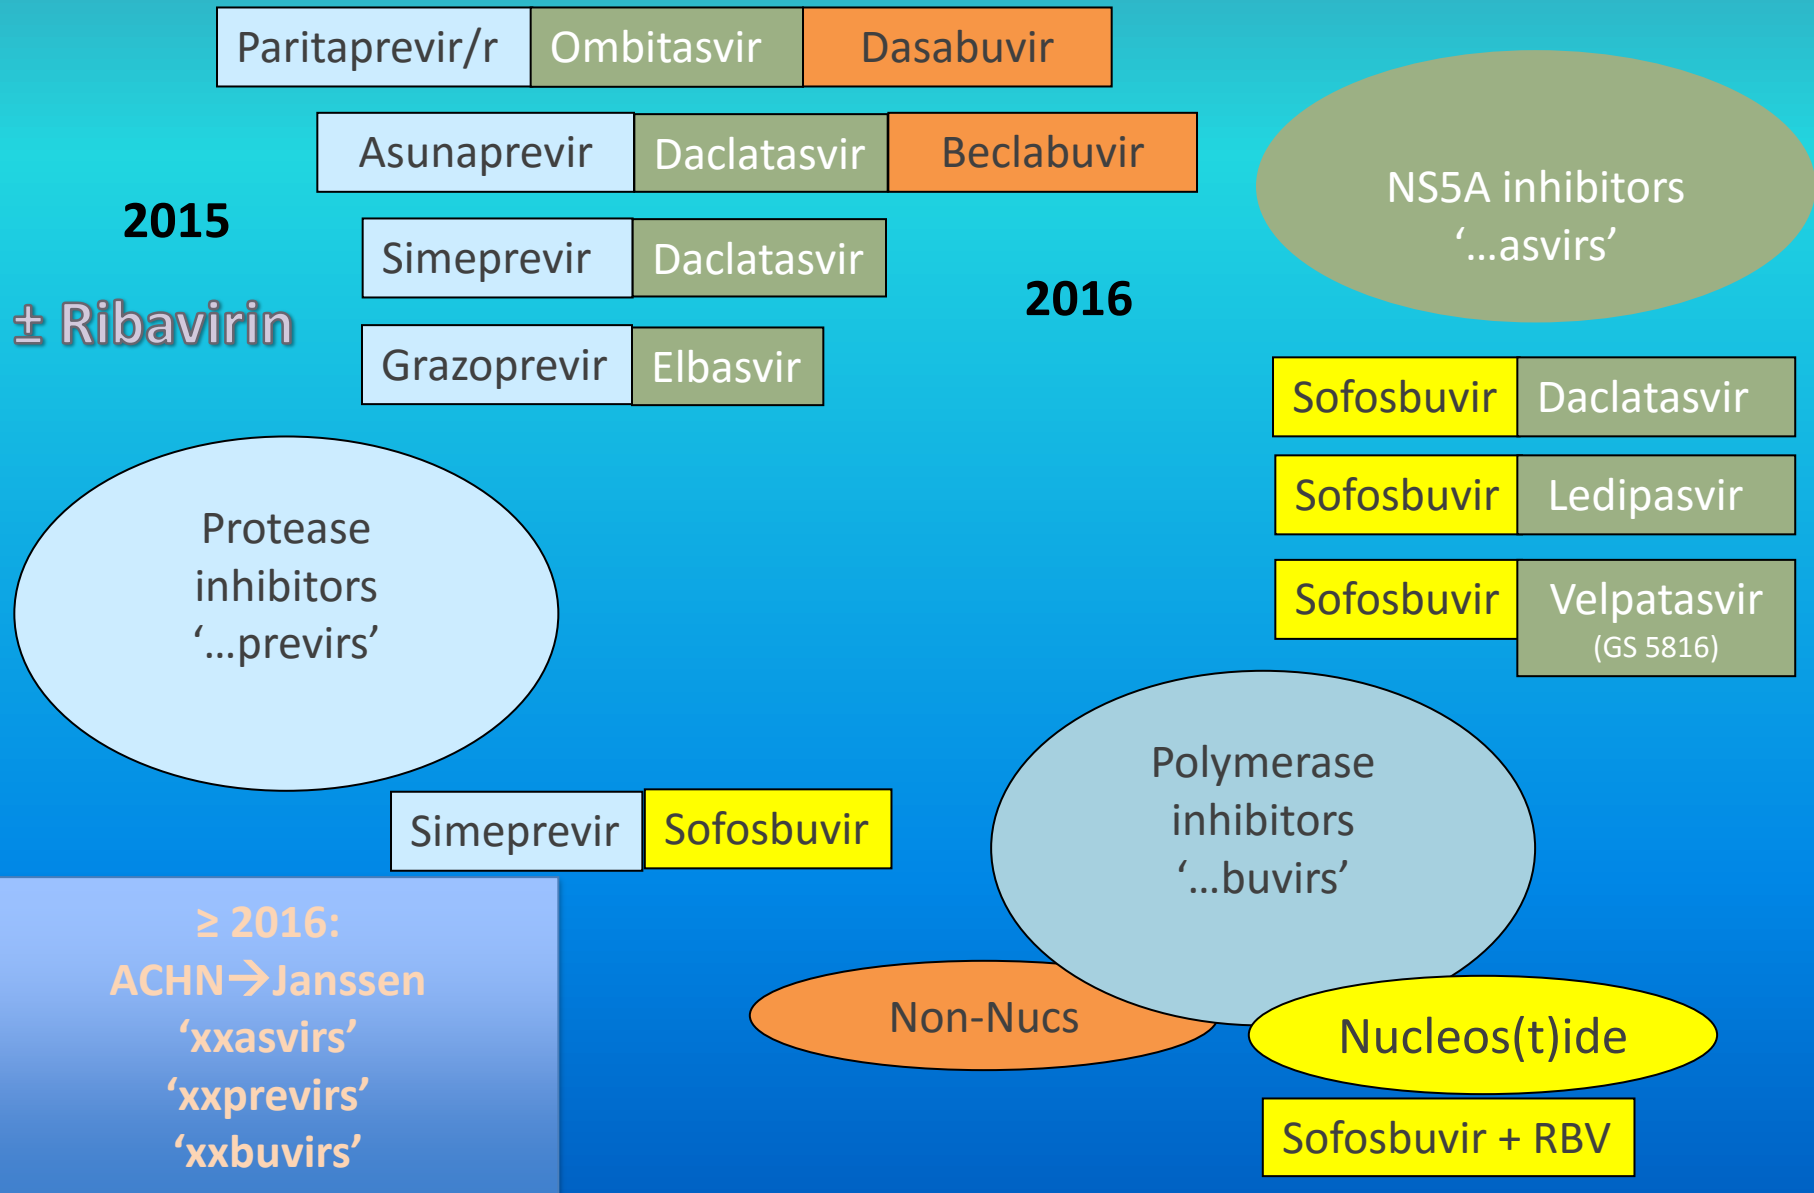 Paritaprevir/r Ombitasvir Dasabuvir
Asunaprevir Daclatasvir Beclabuvir
2015
Simeprevir Daclatasvir
± Ribavirin
Grazoprevir Elbasvir
2016
NS5A inhibitors
‘...asvirs’
Sofosbuvir Daclatasvir
Sofosbuvir Ledipasvir
Sofosbuvir Velpatasvir
(GS 5816)
Protease
inhibitors
‘...previrs’
Simeprevir Sofosbuvir
Polymerase
inhibitors
‘...buvirs’
Non-Nucs
Nucleos(t)ide
Sofosbuvir + RBV
≥ 2016:
ACHN→Janssen
‘xxasvirs’
‘xxprevirs’
‘xxbuvirs’